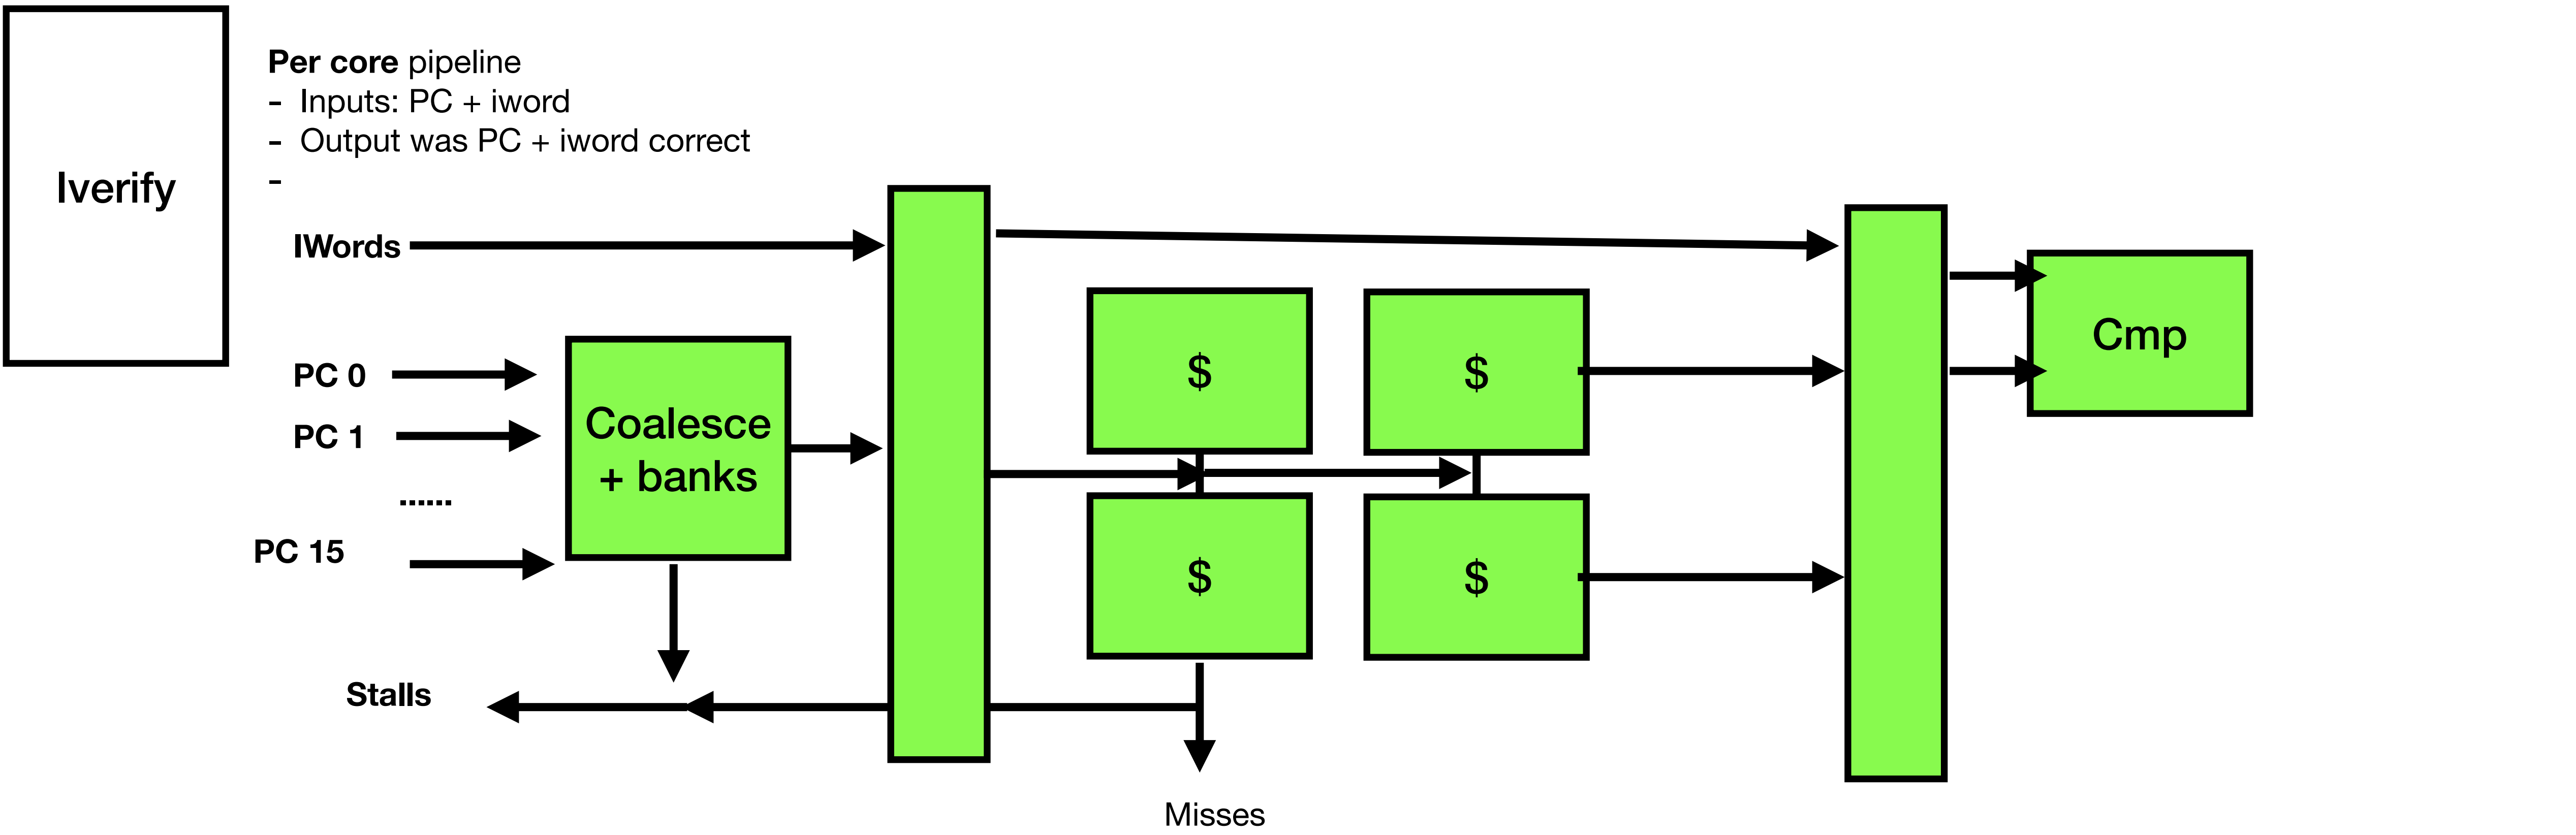 Iverify
Per core pipeline
- Inputs: PC + iword
- Output was PC + iword correct
-
IWords
PC 0
PC 1
......
PC 15
Stalls
Coalesce
+ banks
$
$
$
$
Misses
Cmp